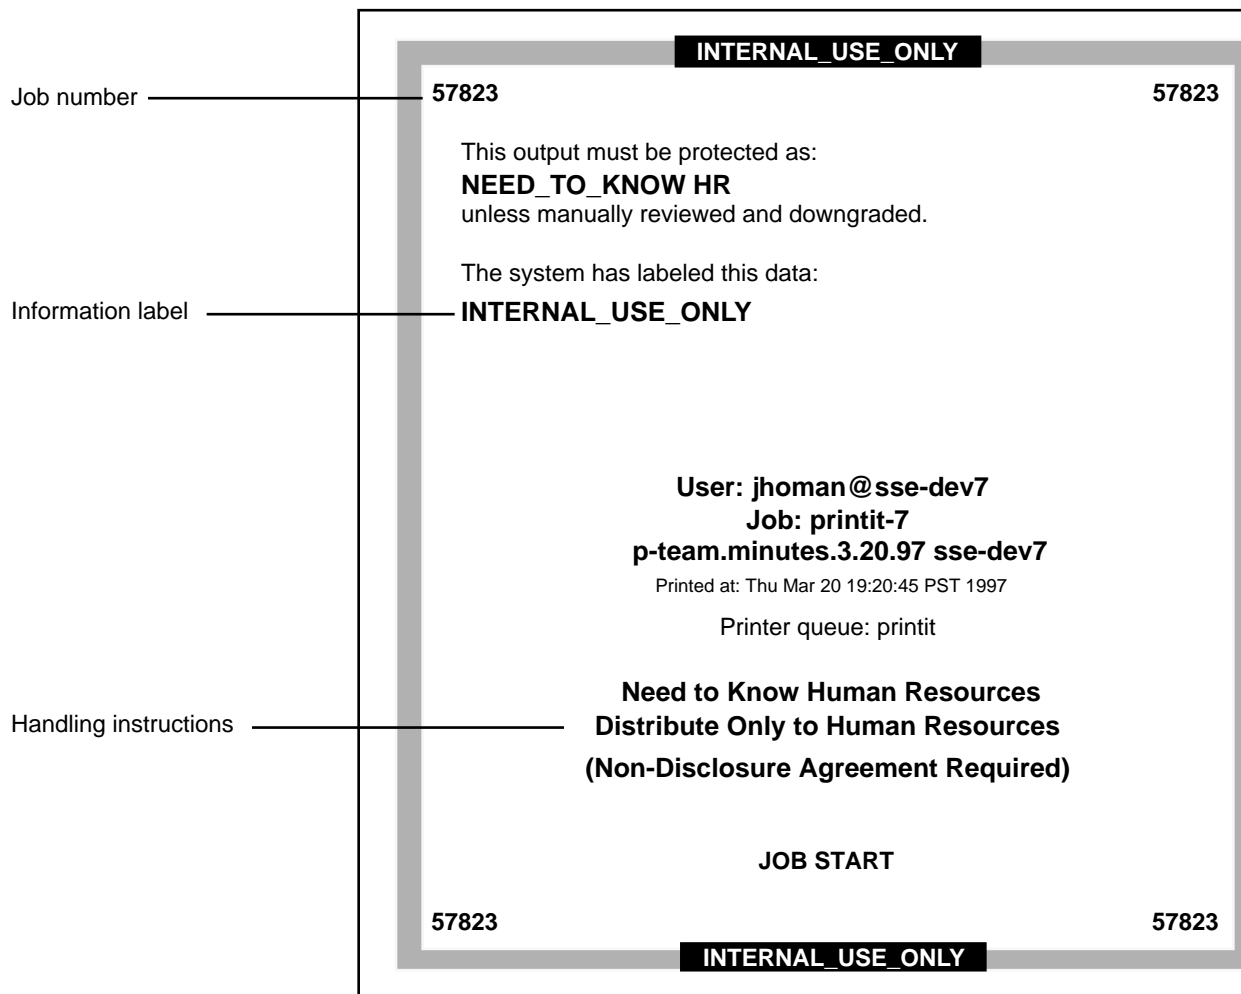 INTERNAL_USE_ONLY
Job number
57823 57823
This output must be protected as:
NEED_TO_KNOW HR
unless manually reviewed and downgraded.
The system has labeled this data:
Information label
INTERNAL_USE_ONLY
User: jhoman@sse-dev7
Job: printit-7
p-team.minutes.3.20.97 sse-dev7
Printed at: Thu Mar 20 19:20:45 PST 1997
Printer queue: printit
Need to Know Human Resources
Handling instructions
Distribute Only to Human Resources
(Non-Disclosure Agreement Required)
JOB START
57823 57823
INTERNAL_USE_ONLY